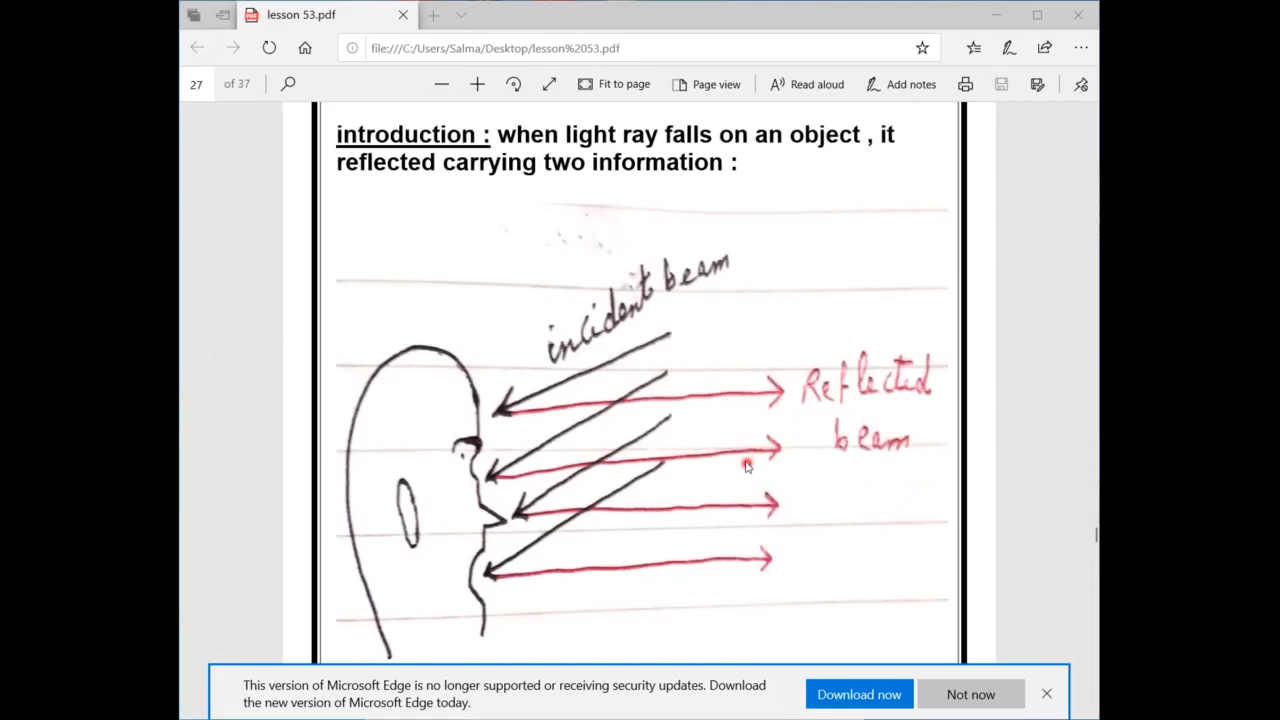 lesson 53.pdf
file:///C:/Users/Salma/Desktop/lesson%2053.pdf
27 of 37
Fit to page
Page view
Read aloud
Add notes
introduction : when light ray falls on an object , it
reflected carrying two information :
incident beam
Reflected
beam
This version of Microsoft Edge is no longer supported or receiving security updates. Download
the new version of Microsoft Edge today.
Download now
Not now